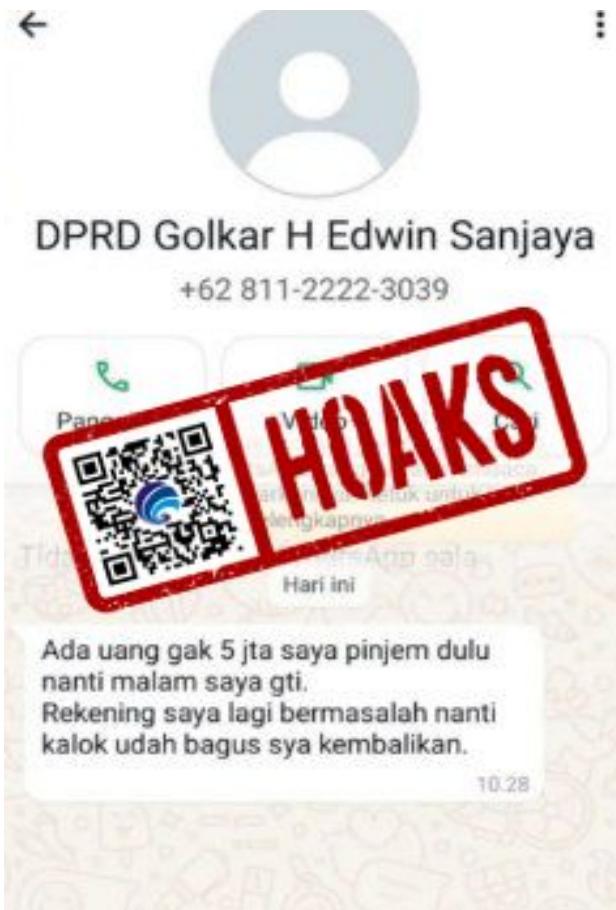 DPRD Golkar H Edwin Sanjaya
+62 811-2222-3039
HOAKS
Hari ini
Ada uang gak 5 jta saya pinjem dulu
nanti malam saya gti.
Rekening saya lagi bermasalah nanti
kalok udah bagus sya kembalikan.
10.28